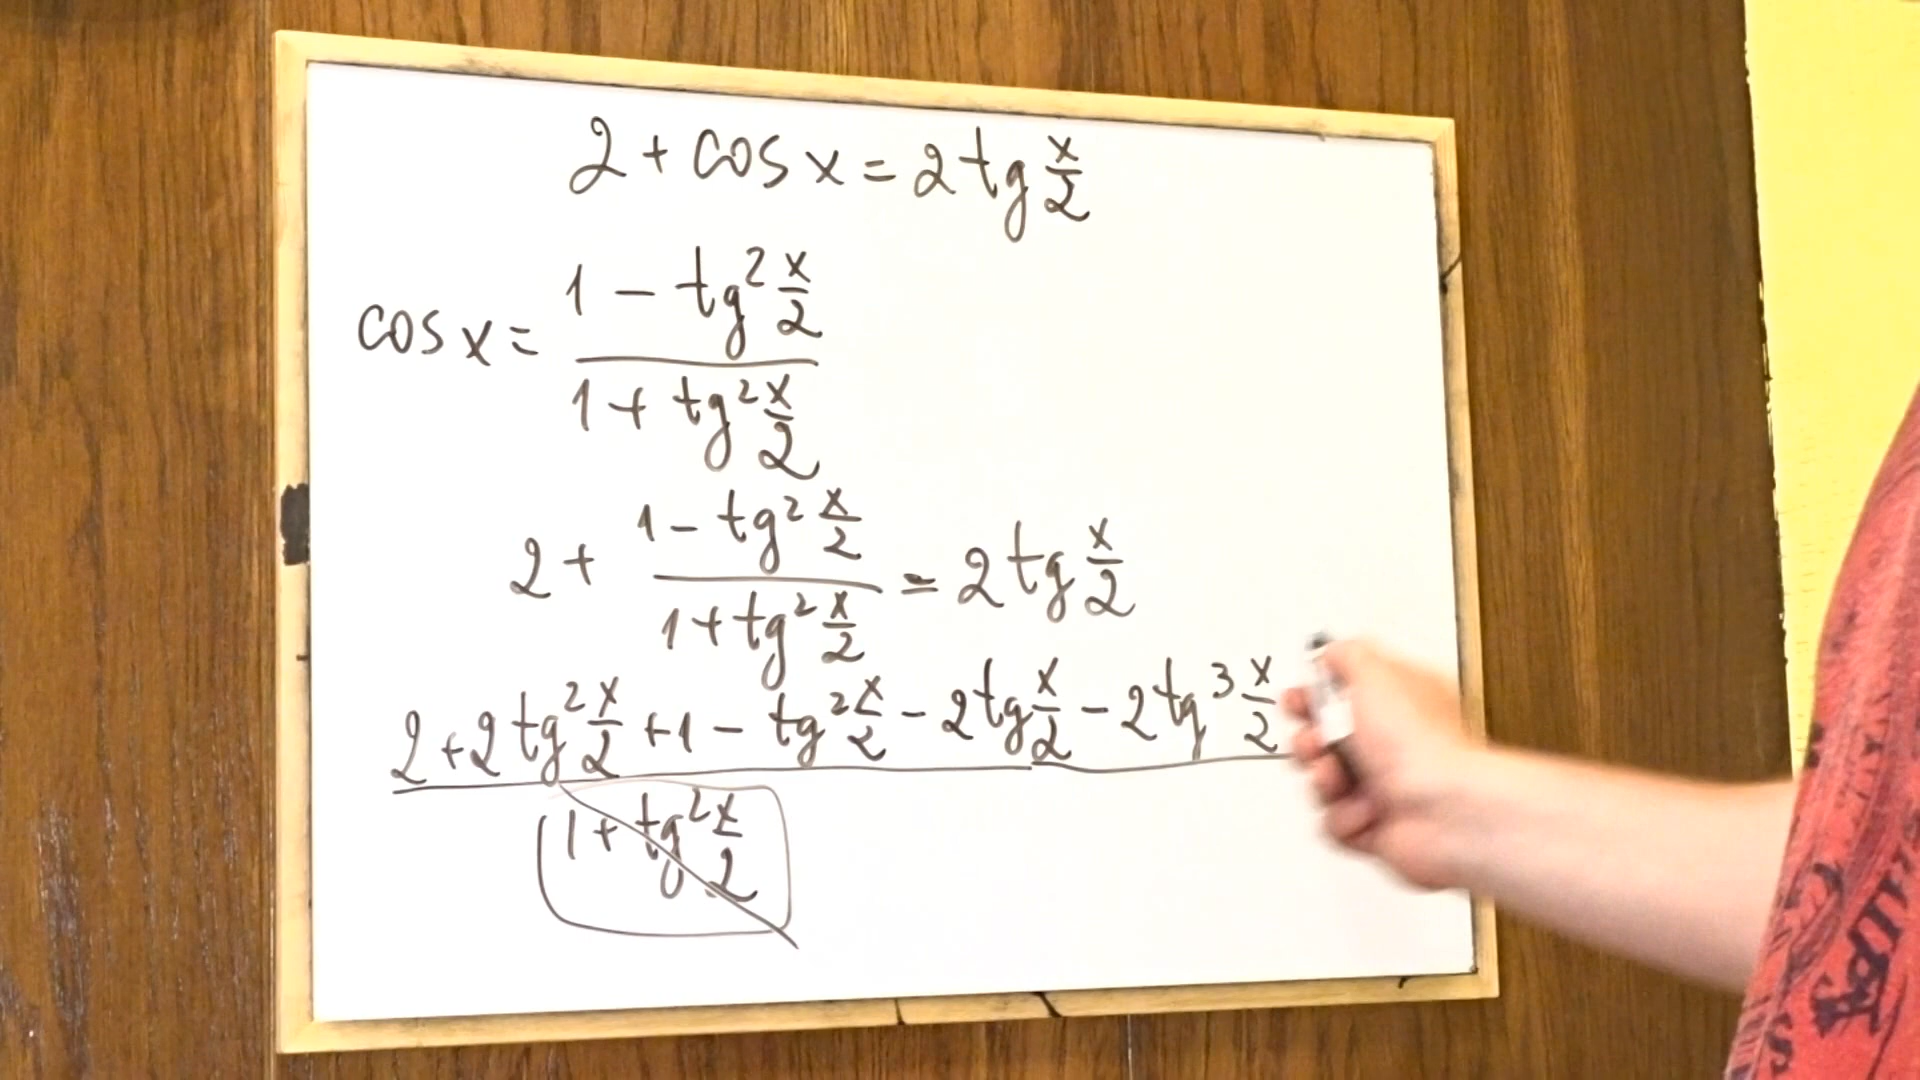 2 + cos x = 2 tg x/2
cos x = (1 - tg² x/2) / (1 + tg² x/2)
2 + (1 - tg² x/2) / (1 + tg² x/2) = 2 tg x/2
(2 + 2 tg² x/2 + 1 - tg² x/2 - 2 tg x/2 - 2 tg³ x/2) / (1 + tg² x/2)